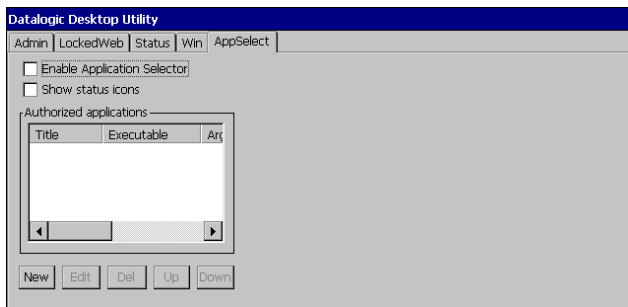 Datalogic Desktop Utility
Admin LockedWeb Status Win AppSelect
Enable Application Selector
Show status icons
Authorized applications
Title Executable Arg
New Edit Del Up Down